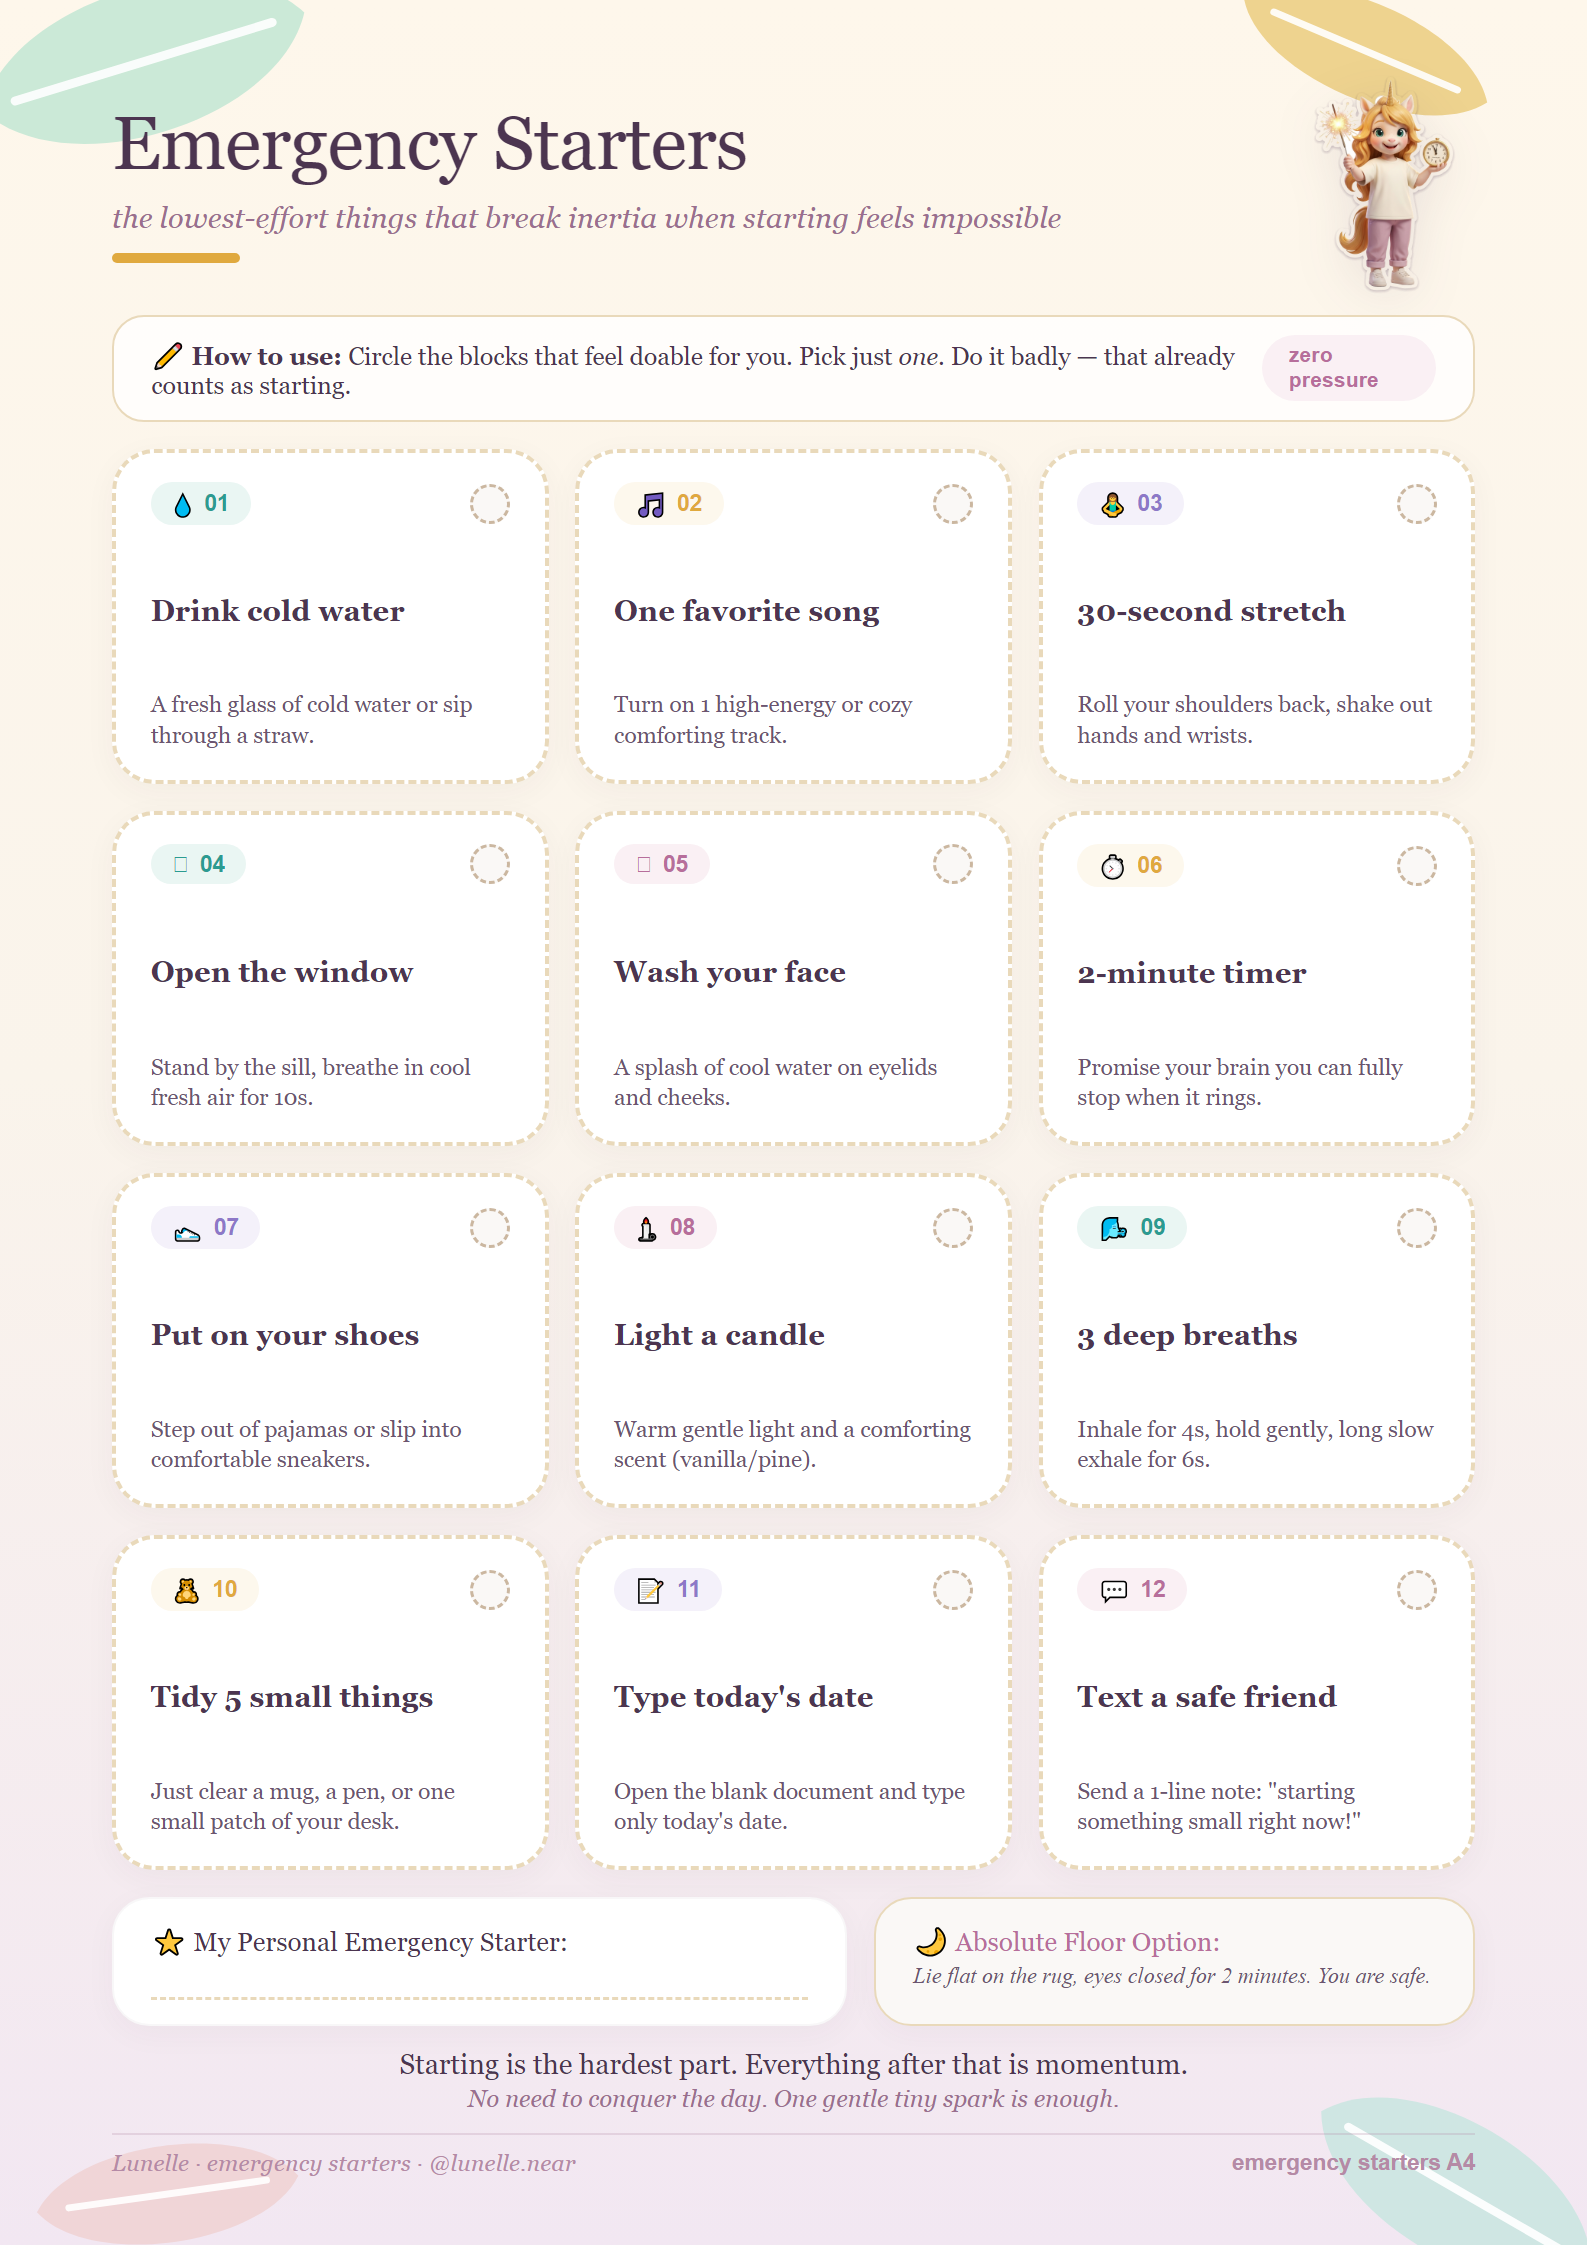 Emergency Starters
the lowest-effort things that break inertia when starting feels impossible
How to use: Circle the blocks that feel doable for you. Pick just one. Do it badly — that already
counts as starting.
zero
pressure
01
Drink cold water
A fresh glass of cold water or sip
through a straw.
02
One favorite song
Turn on 1 high-energy or cozy
comforting track.
03
30-second stretch
Roll your shoulders back, shake out
hands and wrists.
04
Open the window
Stand by the sill, breathe in cool
fresh air for 10s.
05
Wash your face
A splash of cool water on eyelids
and cheeks.
06
2-minute timer
Promise your brain you can fully
stop when it rings.
07
Put on your shoes
Step out of pajamas or slip into
comfortable sneakers.
08
Light a candle
Warm gentle light and a comforting
scent (vanilla/pine).
09
3 deep breaths
Inhale for 4s, hold gently, long slow
exhale for 6s.
10
Tidy 5 small things
Just clear a mug, a pen, or one
small patch of your desk.
11
Type today's date
Open the blank document and type
only today's date.
12
Text a safe friend
Send a 1-line note: "starting
something small right now!"
My Personal Emergency Starter:
Absolute Floor Option:
Lie flat on the rug, eyes closed for 2 minutes. You are safe.
Starting is the hardest part. Everything after that is momentum.
No need to conquer the day. One gentle tiny spark is enough.
Lunelle · emergency starters · @lunelle.near
emergency starters A4